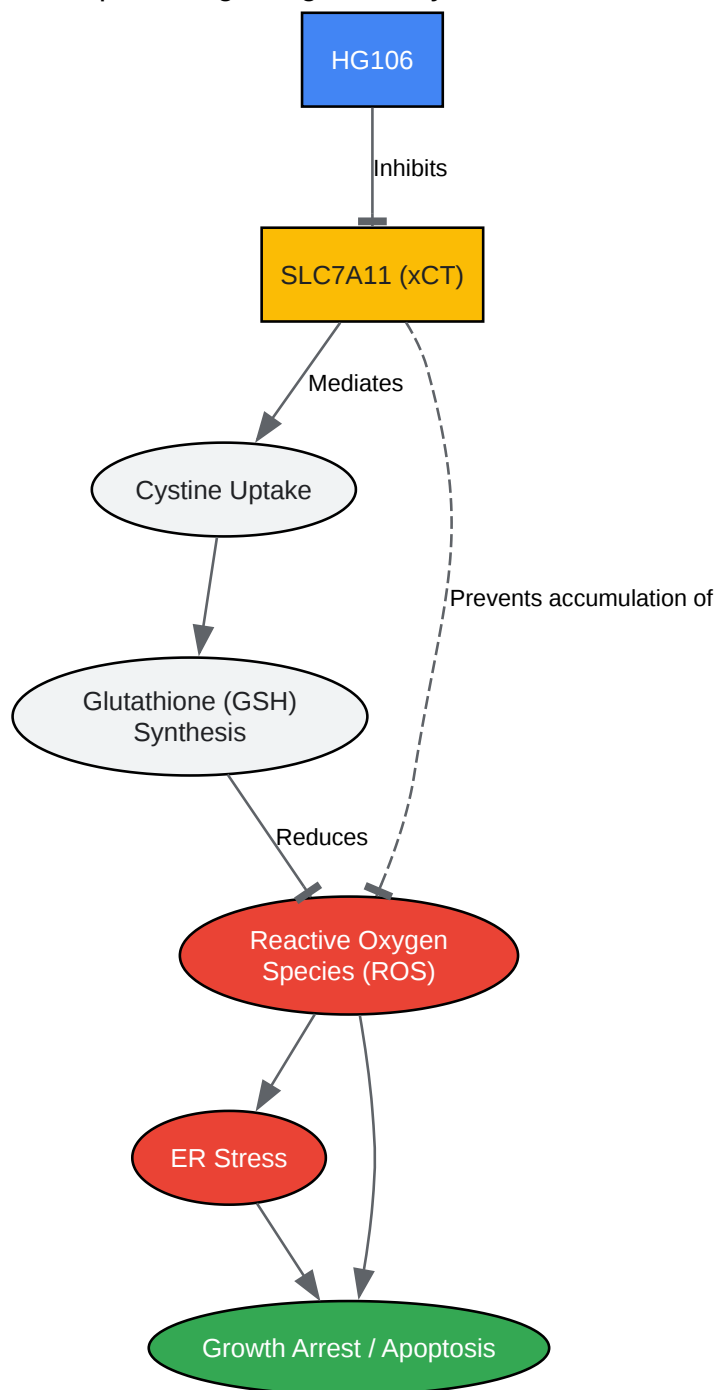 HG106
Inhibits
SLC7A11 (xCT)
Mediates
Cystine Uptake
Prevents accumulation of
Glutathione (GSH)
Synthesis
Reduces
Reactive Oxygen
Species (ROS)
ER Stress
Growth Arrest / Apoptosis